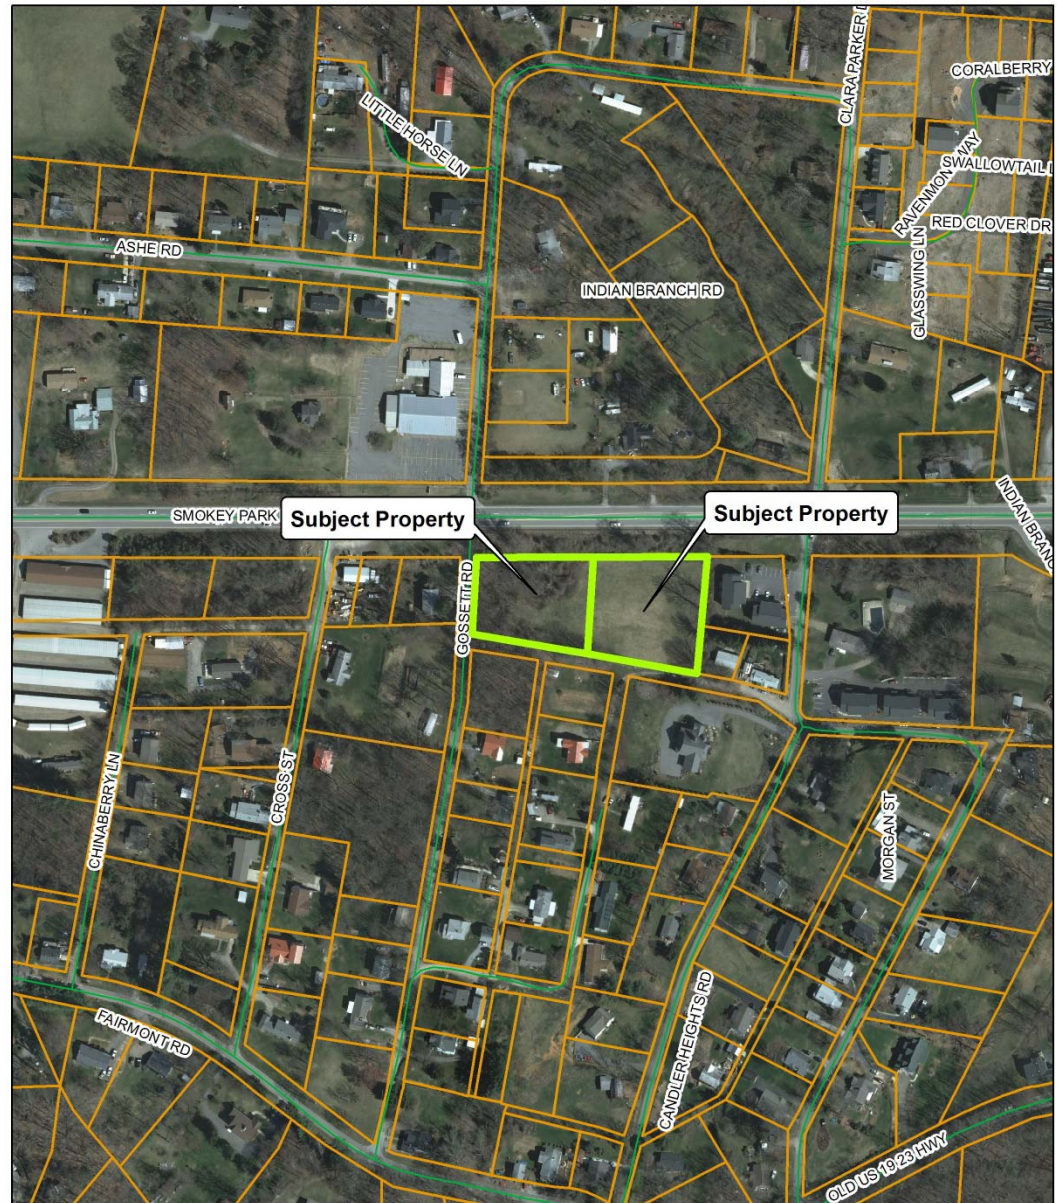 CLARA PARKER D
CORALBERRY
LITTLE HORSE LN
RAVENMON WAY
SWALLOWTAIL L
RED CLOVER DR
ASHE RD
GLASSWING LN
INDIAN BRANCH RD
SMOKEY PARK
Subject Property
Subject Property
INDIAN BRANC
GOSSETT RD
CHINABERRY LN
CROSS ST
MORGAN ST
FAIRMONT RD
CANDLER HEIGHTS RD
OLD US 19 23 HWY